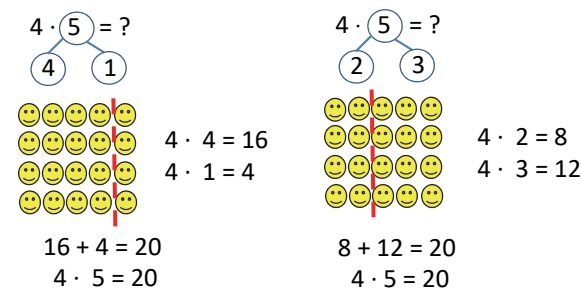 4 · 5 = ?
4 1
4 · 4 = 16
4 · 1 = 4
16 + 4 = 20
4 · 5 = 20
4 · 5 = ?
2 3
4 · 2 = 8
4 · 3 = 12
8 + 12 = 20
4 · 5 = 20